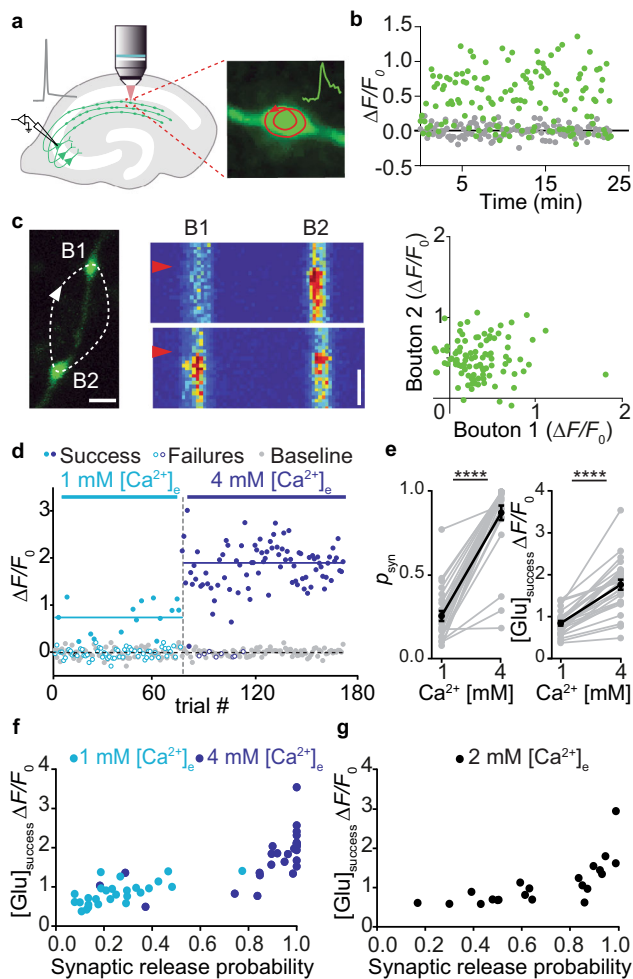 a
b
ΔF/F₀
1.5
1.0
0.5
0.0
-0.5
5
15
25
Time (min)
c
B1
B2
B1
B2
Bouton 2 (ΔF/F₀)
2
1
0
0
1
2
Bouton 1 (ΔF/F₀)
d
Success
Failures
Baseline
1 mM [Ca²⁺]ₑ
4 mM [Ca²⁺]ₑ
ΔF/F₀
3
2
1
0
0
60
120
180
trial #
e
****
****
p_syn
1.0
0.5
0.0
1
4
Ca²⁺ [mM]
[Glu]_success ΔF/F₀
4
3
2
1
0
1
4
Ca²⁺ [mM]
f
1 mM [Ca²⁺]ₑ
4 mM [Ca²⁺]ₑ
[Glu]_success ΔF/F₀
4
3
2
1
0
0.0
0.2
0.4
0.6
0.8
1.0
Synaptic release probability
g
2 mM [Ca²⁺]ₑ
[Glu]_success ΔF/F₀
4
3
2
1
0
0.0
0.2
0.4
0.6
0.8
1.0
Synaptic release probability